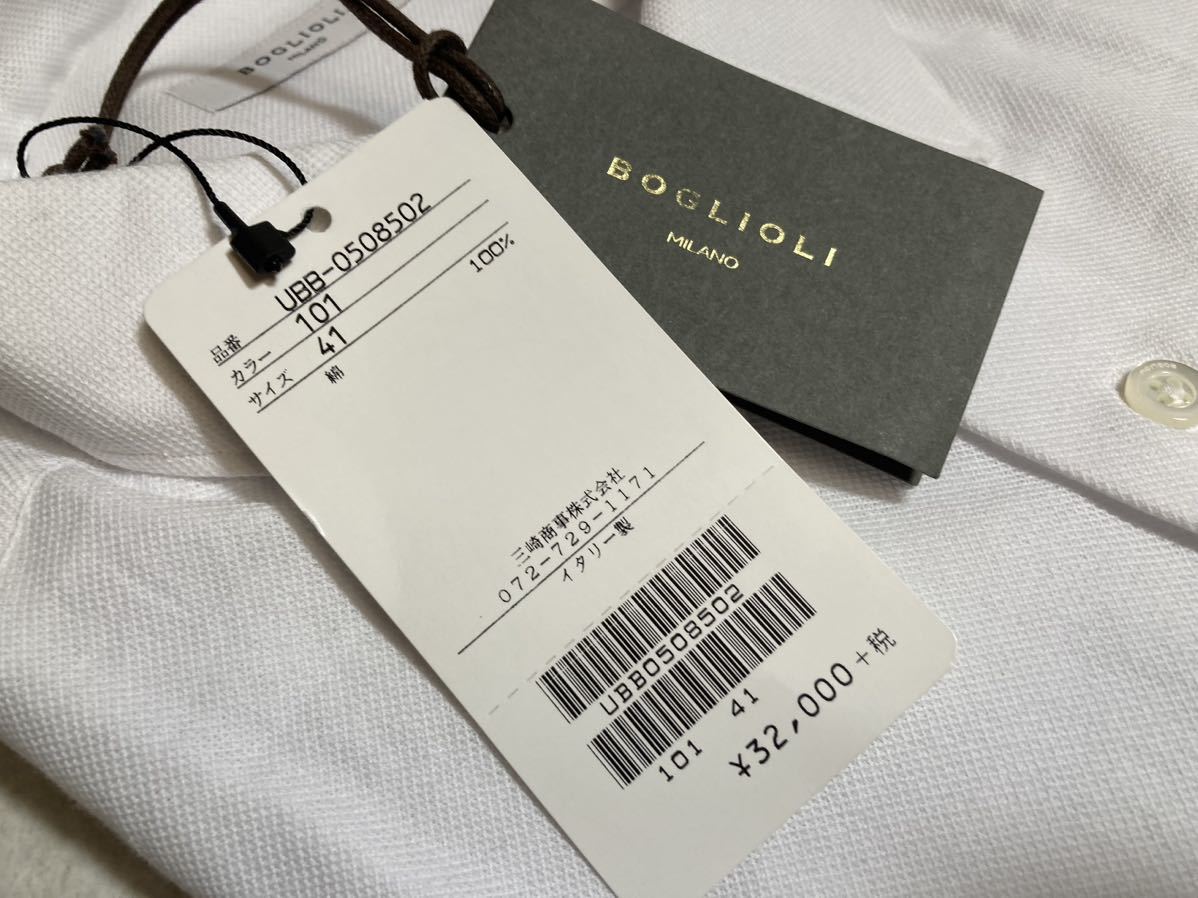 BOGLIOLI
MILANO
BOGLIOLI
MILANO
品番 UBB-0508502
カラー 101
サイズ 41
綿 100%
三崎商事株式会社
072-729-1171
イタリー製
UBB0508502
101 41
¥32,000+税